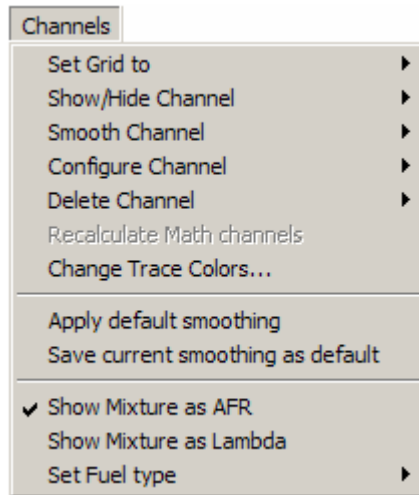 Channels
Set Grid to
Show/Hide Channel
Smooth Channel
Configure Channel
Delete Channel
Recalculate Math channels
Change Trace Colors...
Apply default smoothing
Save current smoothing as default
Show Mixture as AFR
Show Mixture as Lambda
Set Fuel type